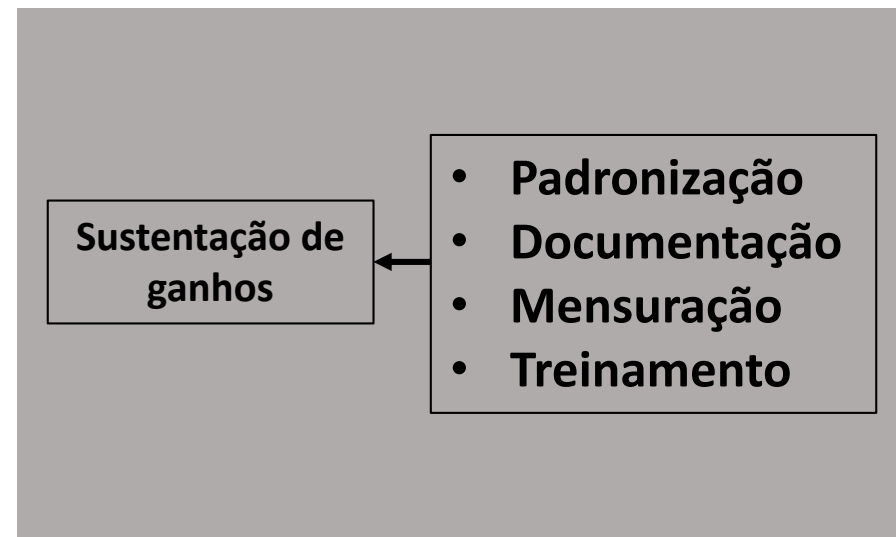 Sustentação de
ganhos
• Padronização
• Documentação
• Mensuração
• Treinamento